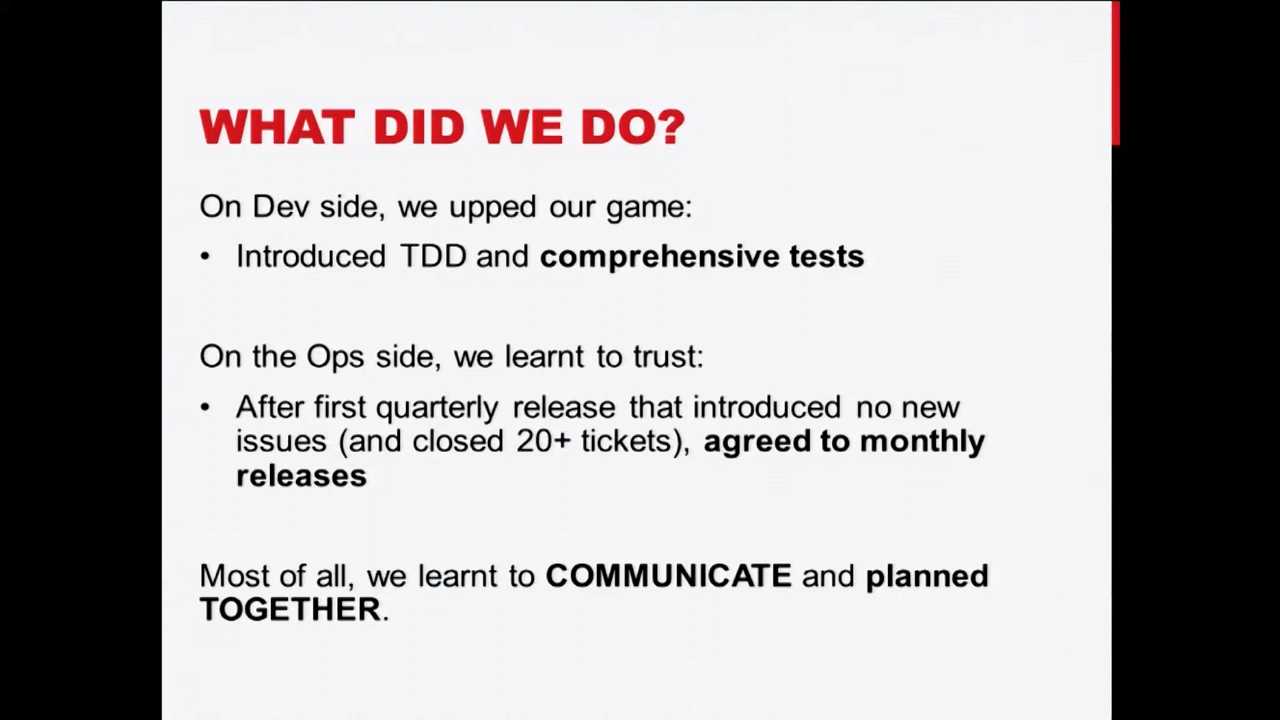 WHAT DID WE DO?
On Dev side, we upped our game:
• Introduced TDD and comprehensive tests
On the Ops side, we learnt to trust:
• After first quarterly release that introduced no new
issues (and closed 20+ tickets), agreed to monthly
releases
Most of all, we learnt to COMMUNICATE and planned
TOGETHER.